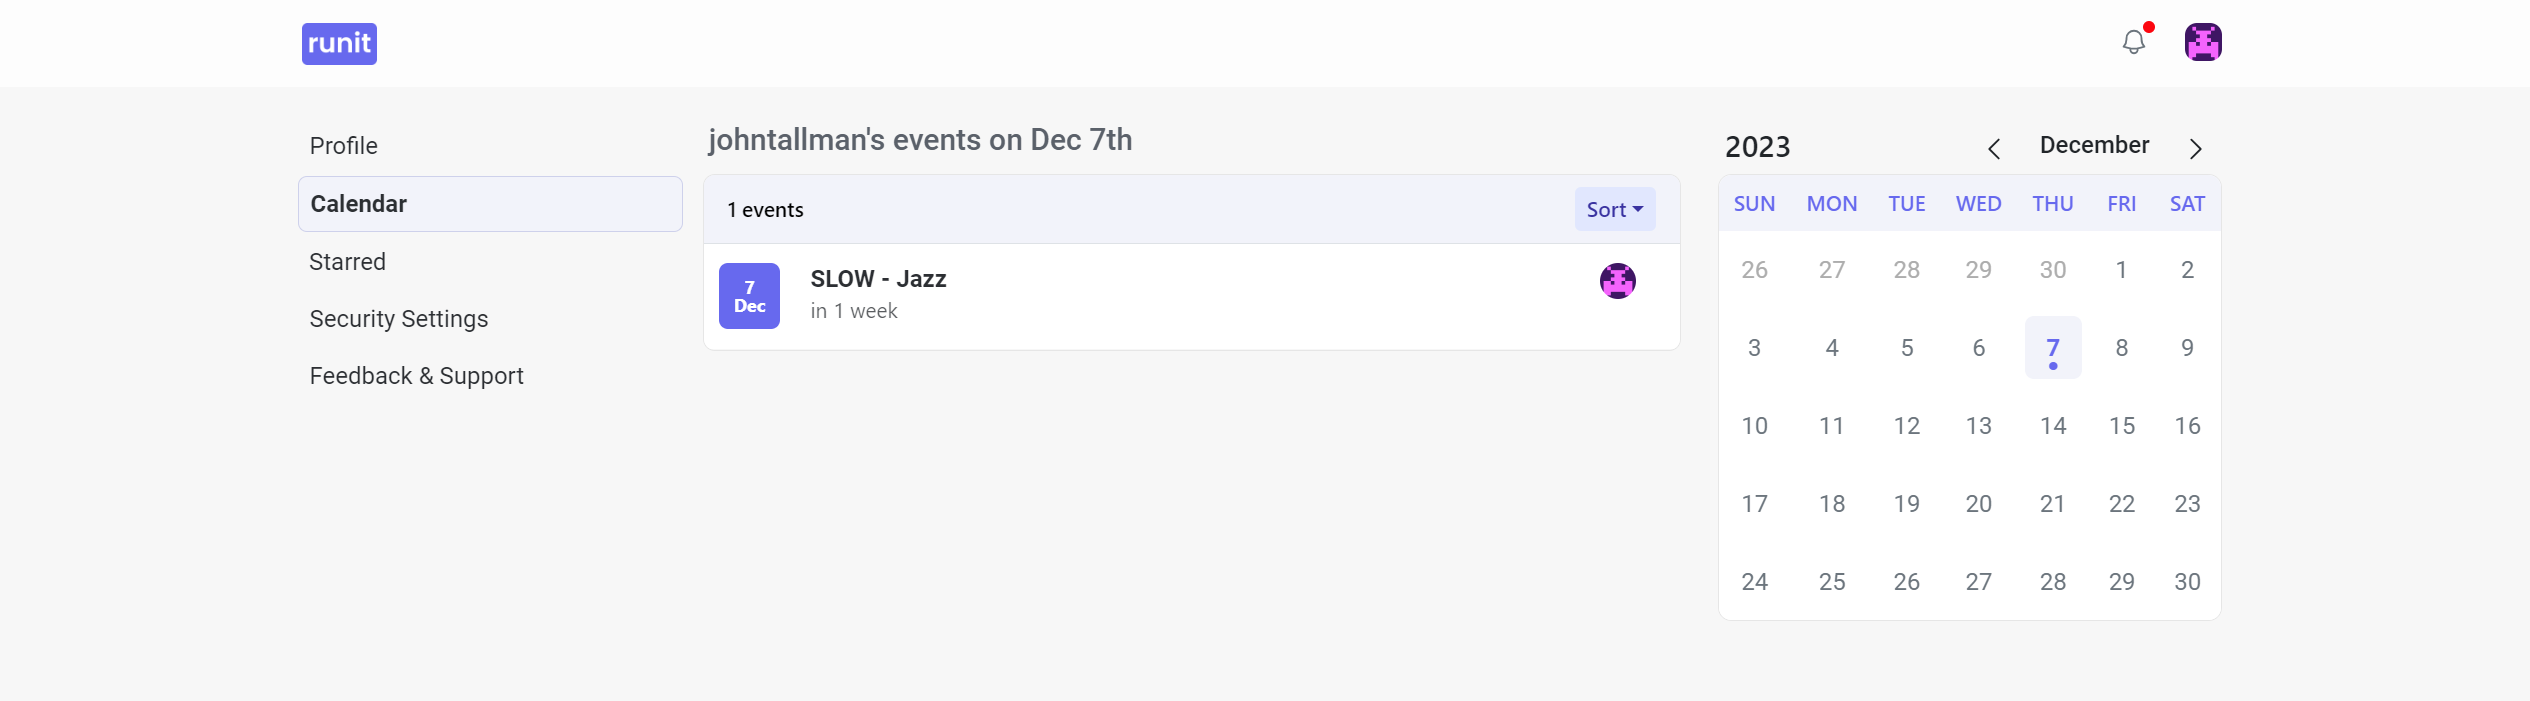 runit
Profile
Calendar
Starred
Security Settings
Feedback & Support
johntallman's events on Dec 7th
1 events
Sort
7
Dec
SLOW - Jazz
in 1 week
2023
December
SUN MON TUE WED THU FRI SAT
26 27 28 29 30 1 2
3 4 5 6 7 8 9
10 11 12 13 14 15 16
17 18 19 20 21 22 23
24 25 26 27 28 29 30